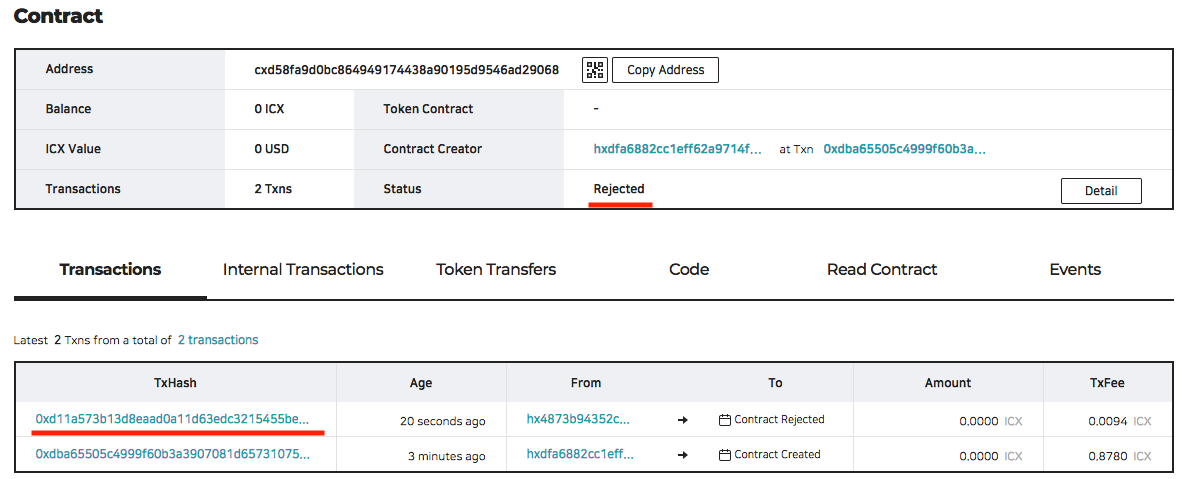 Contract
Address cxd58fa9d0bc864949174438a90195d9546ad29068 Copy Address
Balance 0 ICX Token Contract -
ICX Value 0 USD Contract Creator hxdfa6882cc1eff62a9714f... at Txn 0xdba65505c4999f60b3a...
Transactions 2 Txns Status Rejected Detail
Transactions Internal Transactions Token Transfers Code Read Contract Events
Latest 2 Txns from a total of 2 transactions
TxHash Age From To Amount TxFee
0xd11a573b13d8eaad0a11d63edc3215455be... 20 seconds ago hx4873b94352c... → Contract Rejected 0.0000 ICX 0.0094 ICX
0xdba65505c4999f60b3a3907081d65731075... 3 minutes ago hxdfa6882cc1eff... → Contract Created 0.0000 ICX 0.8780 ICX